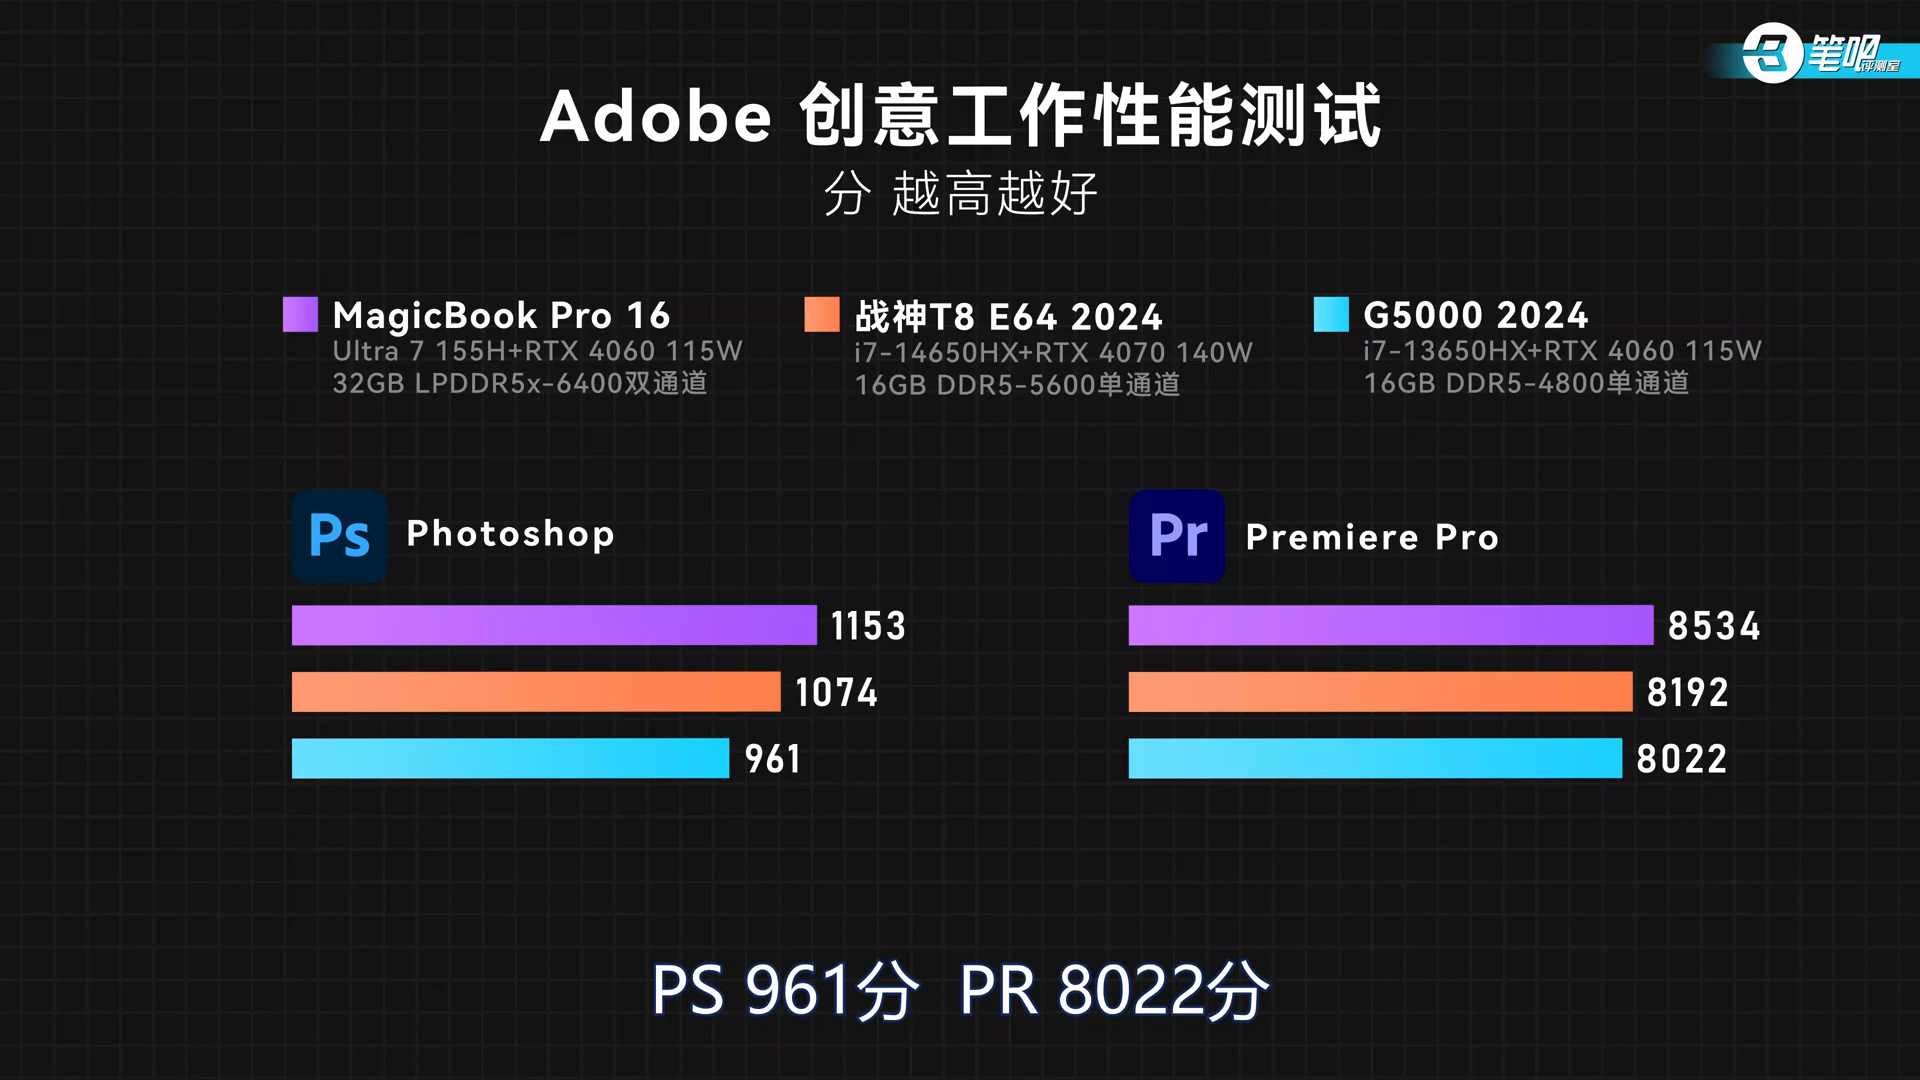 笔吧评测室
Adobe 创意工作性能测试
分 越高越好
MagicBook Pro 16
Ultra 7 155H+RTX 4060 115W
32GB LPDDR5x-6400双通道
战神T8 E64 2024
i7-14650HX+RTX 4070 140W
16GB DDR5-5600单通道
G5000 2024
i7-13650HX+RTX 4060 115W
16GB DDR5-4800单通道
Ps Photoshop
1153
1074
961
Pr Premiere Pro
8534
8192
8022
PS 961分 PR 8022分